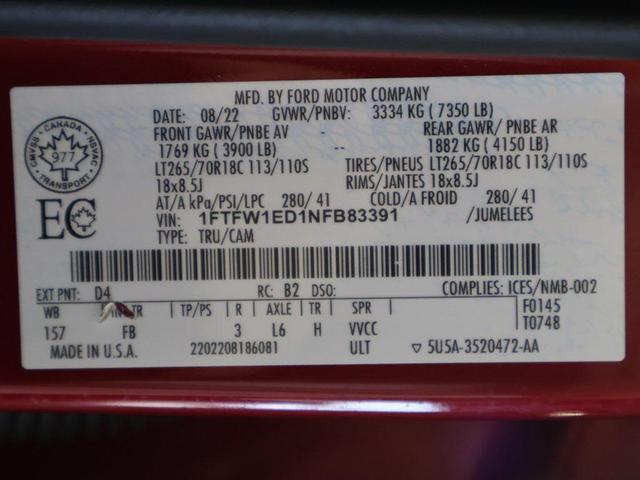 MFD. BY FORD MOTOR COMPANY
DATE: 08/22 GVWR/PNBV: 3334 KG ( 7350 LB)
FRONT GAWR/PNBE AV REAR GAWR/ PNBE AR
1769 KG ( 3900 LB) 1882 KG ( 4150 LB)
LT265/70R18C 113/110S TIRES/PNEUS LT265/70R18C 113/110S
18x8.5J RIMS/JANTES 18x8.5J
AT/A kPa/PSI/LPC 280/ 41 COLD/A FROID 280/ 41
VIN: 1FTFW1ED1NFB83391 /JUMELEES
TYPE: TRU/CAM
CANADA
CMVSS NSVAC
977
TRANSPORT
EC
EXT PNT: D4 RC: B2 DSO: COMPLIES: ICES/NMB-002
WB TR TP/PS R AXLE TR SPR F0145
157 FB 3 L6 H VVCC T0748
MADE IN U.S.A. 2202208186081 ULT ▽ 5U5A-3520472-AA